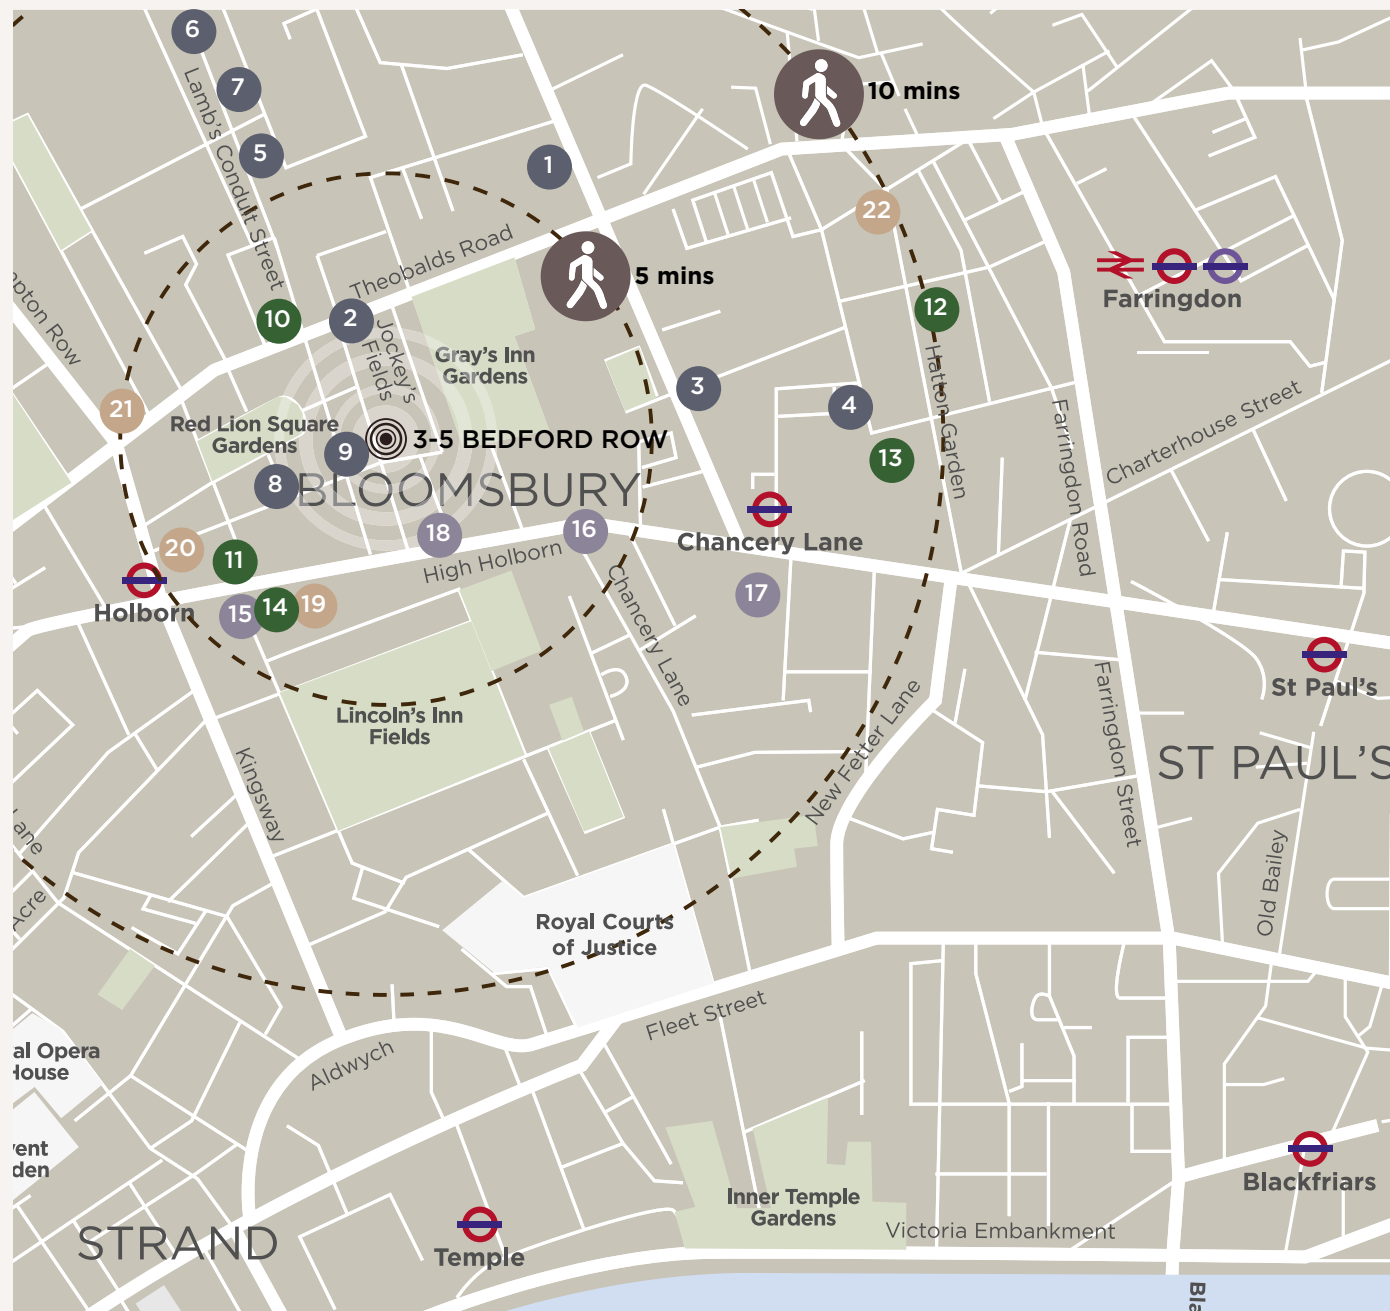 6
7
5
1
10 mins
Lamb's Conduit Street
22
Theobalds Road
5 mins
Farringdon
10
2
12
Jockey's
Fields
Gray's Inn
Gardens
pton Row
3
4
Hatton Garden
21
Red Lion Square
Gardens
9
3-5 BEDFORD ROW
13
Farringdon Road
Charterhouse Street
8
BLOOMSBURY
18
16
Chancery Lane
20
11
High Holborn
Holborn
15
14
19
Chancery Lane
17
St Paul's
Lincoln's Inn
Fields
New Fetter Lane
Farringdon Street
ST PAUL'S
Kingsway
Lane
Acre
Old Bailey
Royal Courts
of Justice
Fleet Street
Aldwych
al Opera
House
ent
den
Inner Temple
Gardens
Blackfriars
Victoria Embankment
STRAND
Temple
Bla